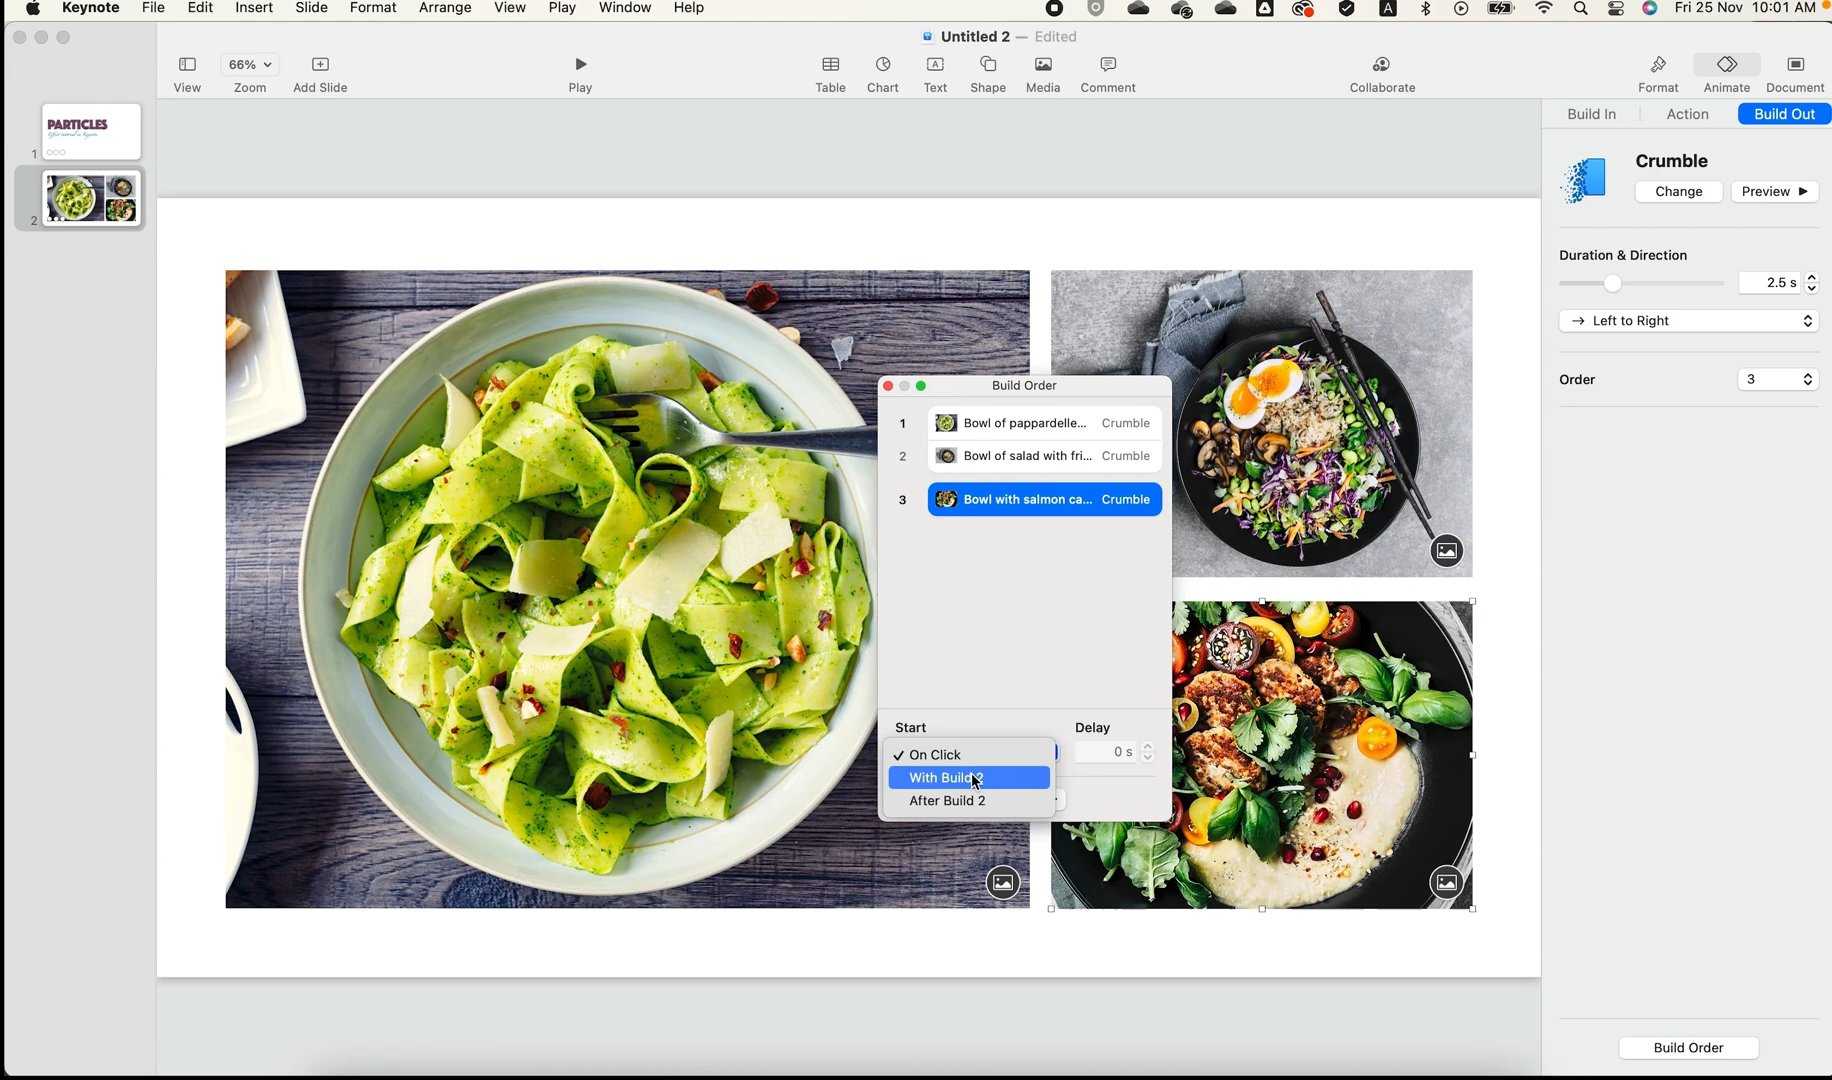 Keynote File Edit Insert Slide Format Arrange View Play Window Help A Fri 25 Nov 10:01 AM
Untitled 2 — Edited
66%
View Zoom Add Slide Play Table Chart Text Shape Media Comment Collaborate Format Animate Document
Build In Action Build Out
PARTICLES
1
2
Crumble
Change Preview
Duration & Direction
2.5 s
→ Left to Right
Order 3
Build Order
1 Bowl of pappardelle... Crumble
2 Bowl of salad with fri... Crumble
3 Bowl with salmon ca... Crumble
Start Delay
✓ On Click 0 s
With Build 2
After Build 2
Build Order